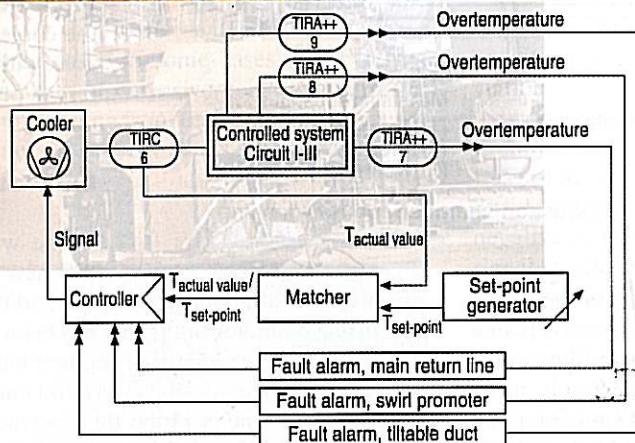 TIRA++
9
Overtemperature
TIRA++
8
Overtemperature
Cooler
TIRC
6
Controlled system
Circuit I-III
TIRA++
7
Overtemperature
Signal
Tactual value
Controller
Tactual value/
Tset-point
Matcher
Tset-point
Set-point
generator
Fault alarm, main return line
Fault alarm, swirl promoter
Fault alarm, tiltable duct